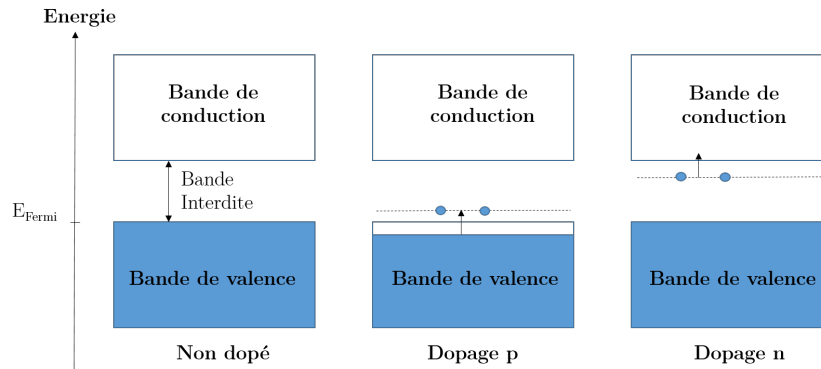 Energie
Bande de
conduction
Bande de
conduction
Bande de
conduction
Bande
Interdite
E_Fermi
Bande de valence
Bande de valence
Bande de valence
Non dopé
Dopage p
Dopage n